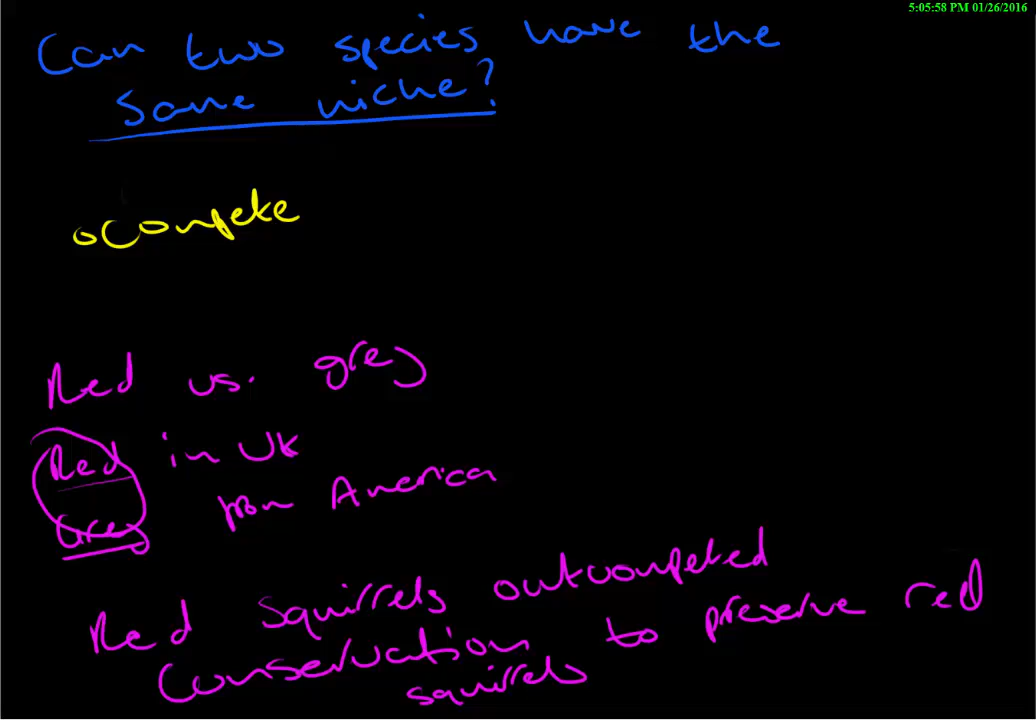 5:05:58 PM 01/26/2016
Can two species have the
same niche?
Compete
Red vs. grey
Red in UK
Grey from America
Red squirrels outcompeted
Conservation to preserve red
squirrels